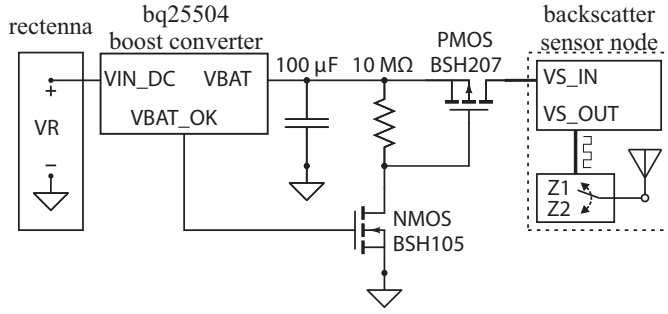 rectenna
bq25504
boost converter
backscatter
sensor node
+
VR
−
VIN_DC
VBAT
VBAT_OK
100 µF
10 MΩ
PMOS
BSH207
NMOS
BSH105
VS_IN
VS_OUT
Z1
Z2